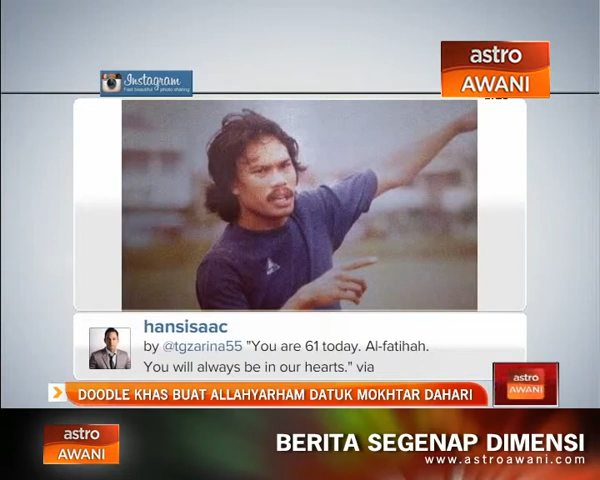 Instagram
Fast beautiful photo sharing
astro
AWANI
hansisaac
by @tgzarina55 "You are 61 today. Al-fatihah.
You will always be in our hearts." via
DOODLE KHAS BUAT ALLAHYARHAM DATUK MOKHTAR DAHARI
astro
AWANI
astro
AWANI
BERITA SEGENAP DIMENSI
www.astroawani.com